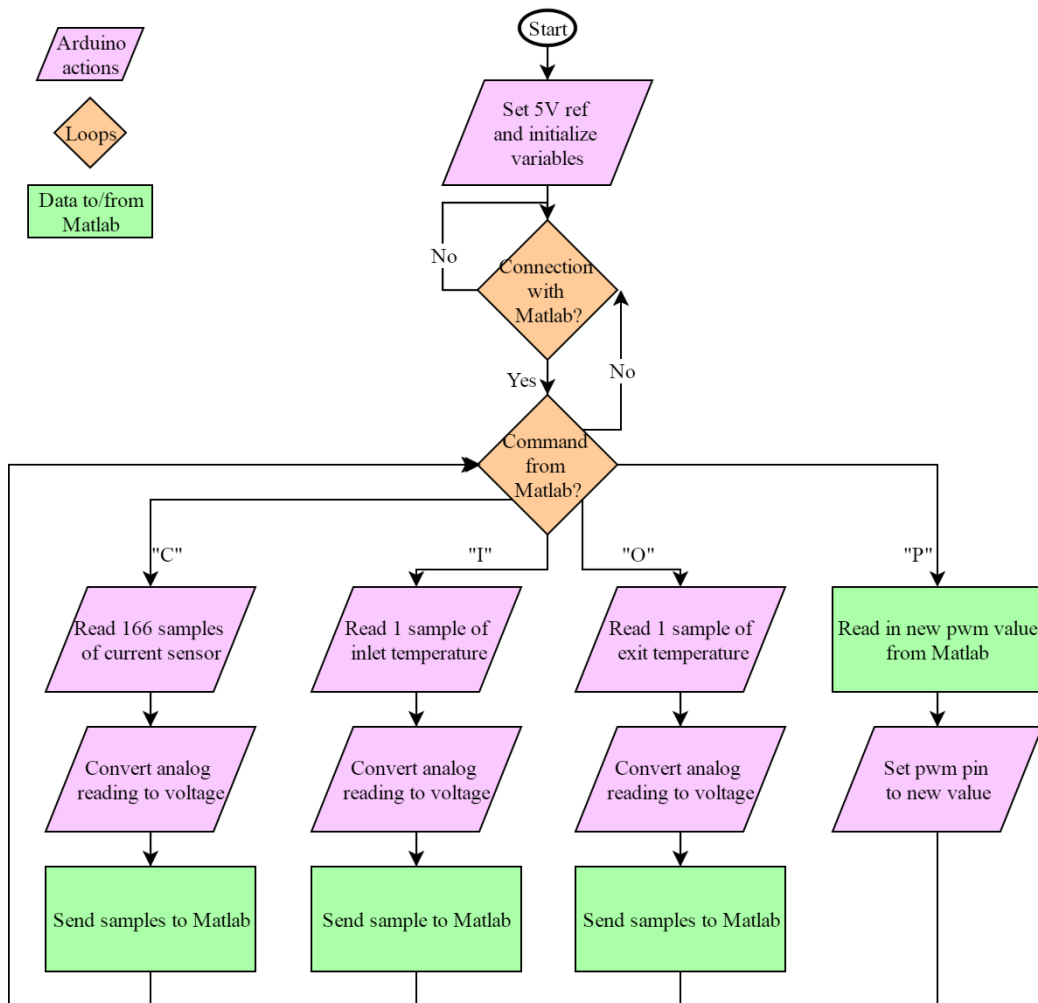 Arduino
actions
Loops
Data to/from
Matlab
Start
Set 5V ref
and initialize
variables
No
Connection
with
Matlab?
Yes
No
Command
from
Matlab?
"C"
"I"
"O"
"P"
Read 166 samples
of current sensor
Read 1 sample of
inlet temperature
Read 1 sample of
exit temperature
Read in new pwm value
from Matlab
Convert analog
reading to voltage
Convert analog
reading to voltage
Convert analog
reading to voltage
Set pwm pin
to new value
Send samples to Matlab
Send sample to Matlab
Send samples to Matlab